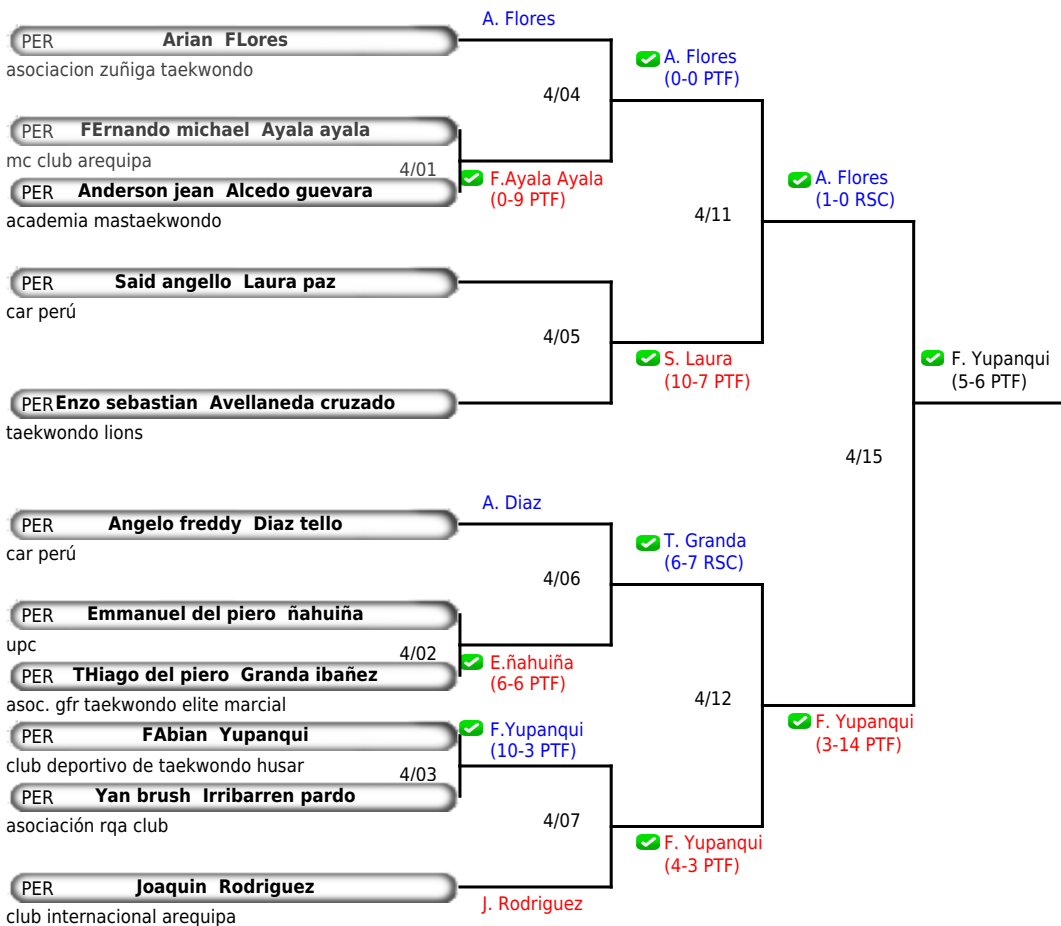 A. Flores
PER Arian FLores
asociacion zuñiga taekwondo
A. Flores
(0-0 PTF)
4/04
PER FErnando michael Ayala ayala
mc club arequipa
4/01
F.Ayala Ayala
(0-9 PTF)
PER Anderson jean Alcedo guevara
academia mastaekwondo
A. Flores
(1-0 RSC)
4/11
PER Said angello Laura paz
car perú
4/05
S. Laura
(10-7 PTF)
F. Yupanqui
(5-6 PTF)
PER Enzo sebastian Avellaneda cruzado
taekwondo lions
4/15
A. Diaz
PER Angelo freddy Diaz tello
car perú
T. Granda
(6-7 RSC)
4/06
PER Emmanuel del piero ñahuiña
upc
4/02
E.ñahuiña
(6-6 PTF)
PER THiago del piero Granda ibañez
asoc. gfr taekwondo elite marcial
4/12
F. Yupanqui
(3-14 PTF)
PER FAbian Yupanqui
club deportivo de taekwondo husar
F.Yupanqui
(10-3 PTF)
4/03
PER Yan brush Irribarren pardo
asociación rqa club
4/07
F. Yupanqui
(4-3 PTF)
PER Joaquin Rodriguez
club internacional arequipa
J. Rodriguez